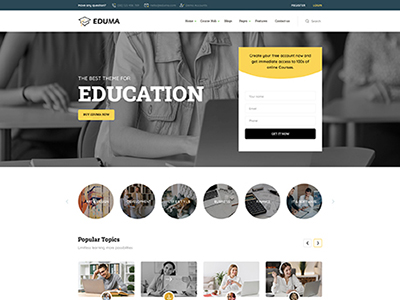 Have any question?
REGISTER
LOGIN
EDUMA
Home
Course Hub
Blogs
Pages
Features
Contact us
Search
THE BEST THEME FOR
EDUCATION
BUY EDUMA NOW
Create your free account now and
get immediate access to 100s of
online Courses.
Your name
Email
Phone
GET IT NOW
Popular Topics
Limitless learning, more possibilities